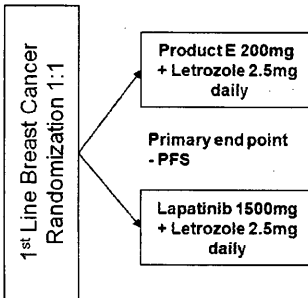 1st Line Breast Cancer
Randomization 1:1
Product E 200mg
+ Letrozole 2.5mg
daily
Primary end point
- PFS
Lapatinib 1500mg
+ Letrozole 2.5mg
daily